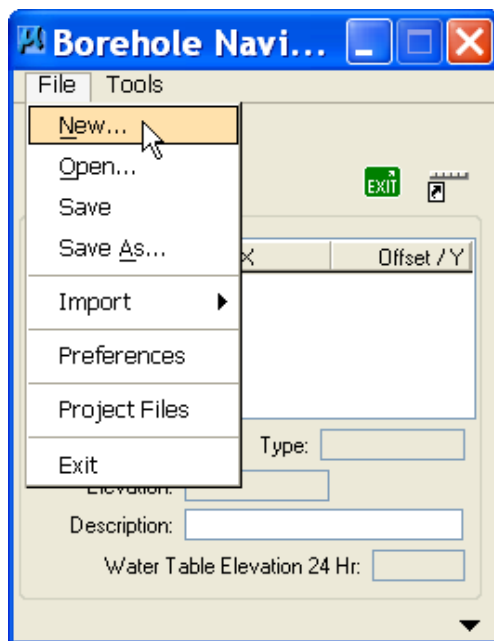 Borehole Navi...
File Tools
New...
Open...
EXIT
Save
Save As...
X Offset / Y
Import
Preferences
Project Files
Type:
Exit
Elevation:
Description:
Water Table Elevation 24 Hr: